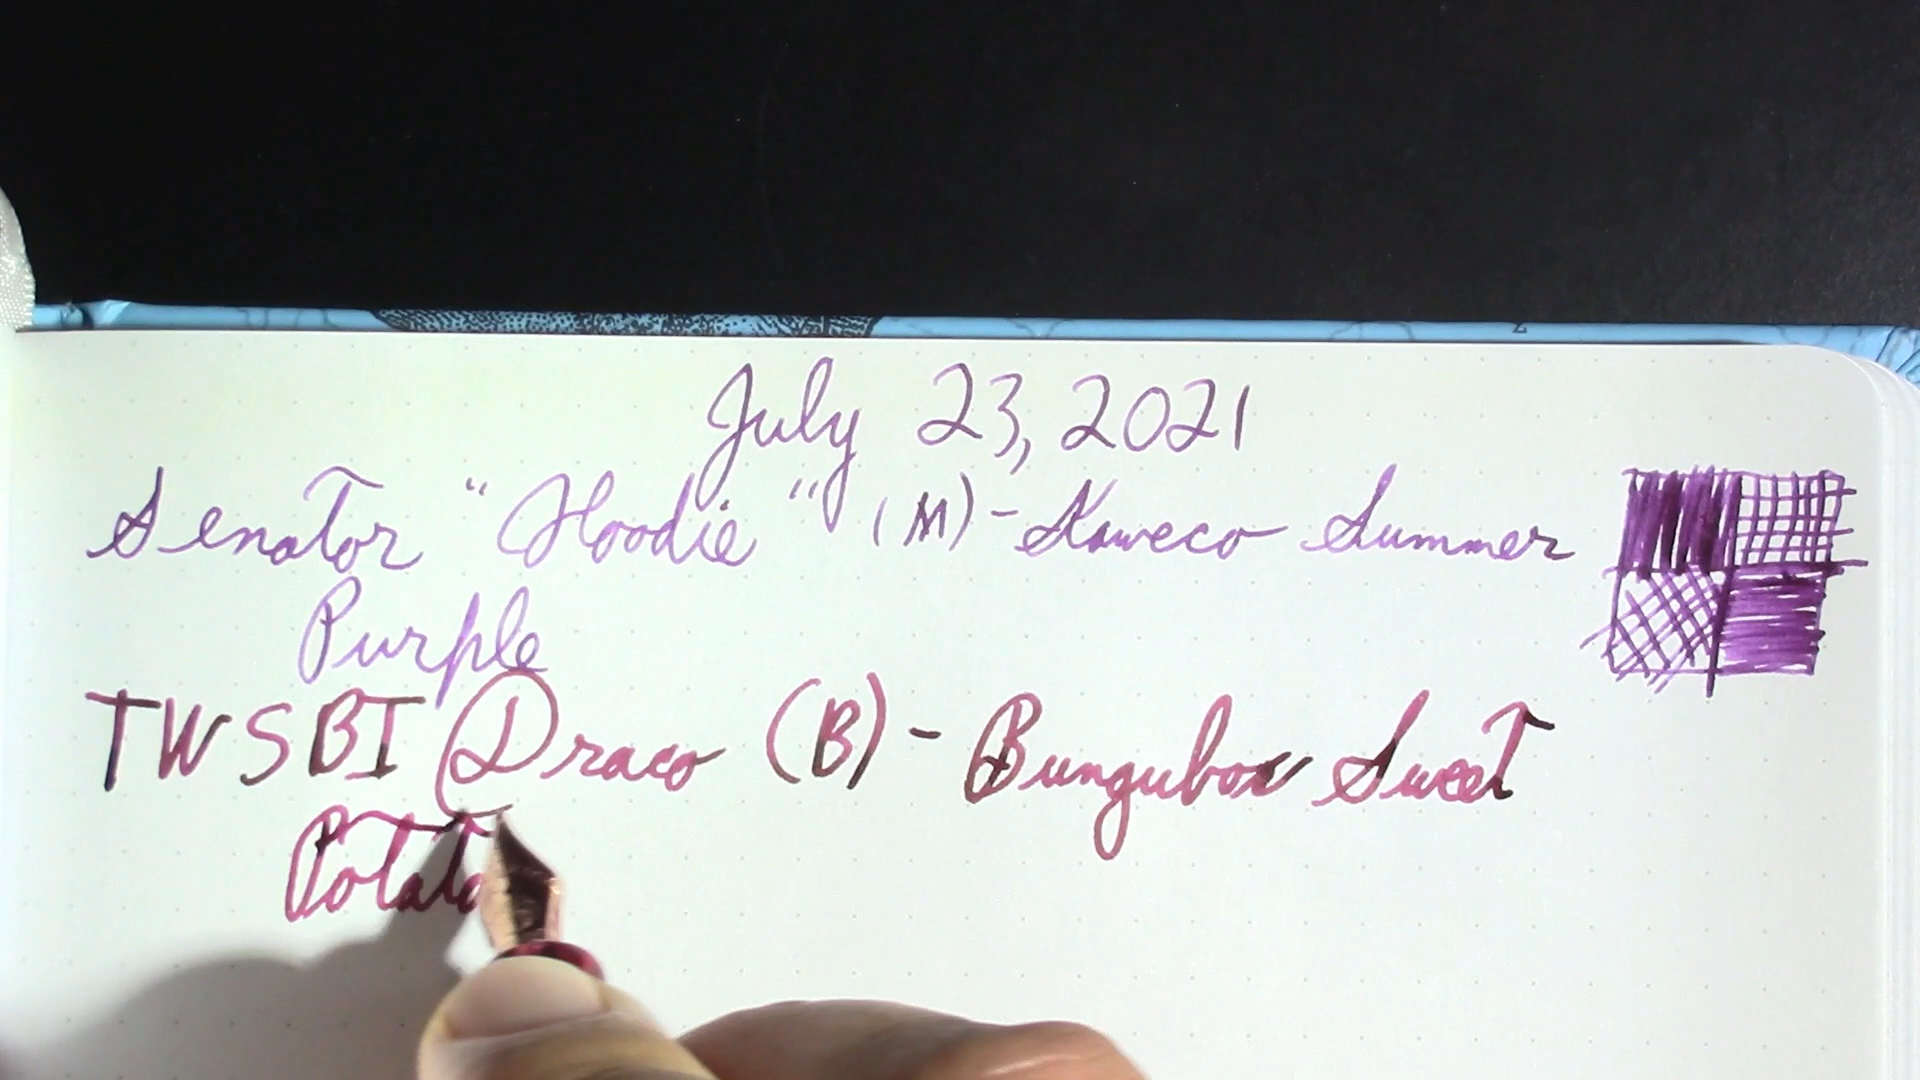 July 23, 2021
Senator "Hoodie" (M) - Kaweco Summer
Purple
TWSBI Draco (B) - Bungubox Sweet
Potato